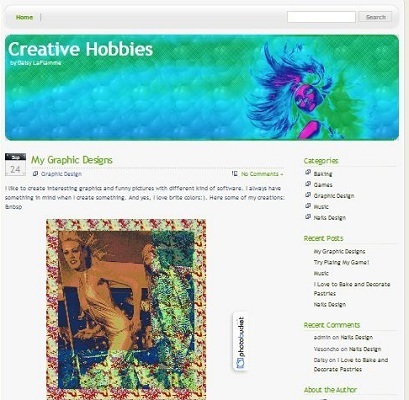 Home
Search
Creative Hobbies
by Daisy LaFlamme
Sep
24
My Graphic Designs
Graphic Design
No Comments »
I like to create interesting graphics and funny pictures with different kind of software. I always have
something in mind when I create something. And yes, I love brite colors:). Here some of my creations:
&nbsp
photobucket
Categories
Baking
Games
Graphic Design
Music
Nails Design
Recent Posts
My Graphic Designs
Try Plaing My Game!
Music
I Love to Bake and Decorate
Pastries
Nails Design
Recent Comments
admin on Nails Design
on Nails Design
Daisy on I Love to Bake and
Decorate Pastries
About the Author